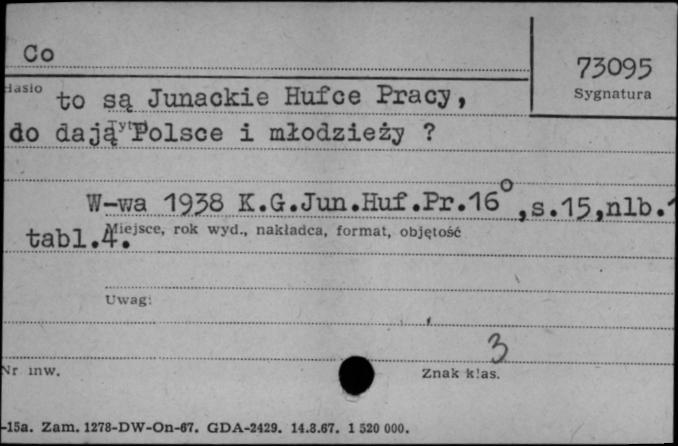 Co
73095
Hasło
Sygnatura
to są Junackie Hufce Pracy,
do dają Polsce i młodzieży ?
W-wa 1938 K.G.Jun.Huf.Pr.16°,s.15,nlb.1
tabl.4.
Miejsce, rok wyd., nakładca, format, objętość
Uwagi
3
Nr inw.
Znak klas.
-15a. Zam. 1278-DW-On-67. GDA-2429. 14.8.67. 1 520 000.